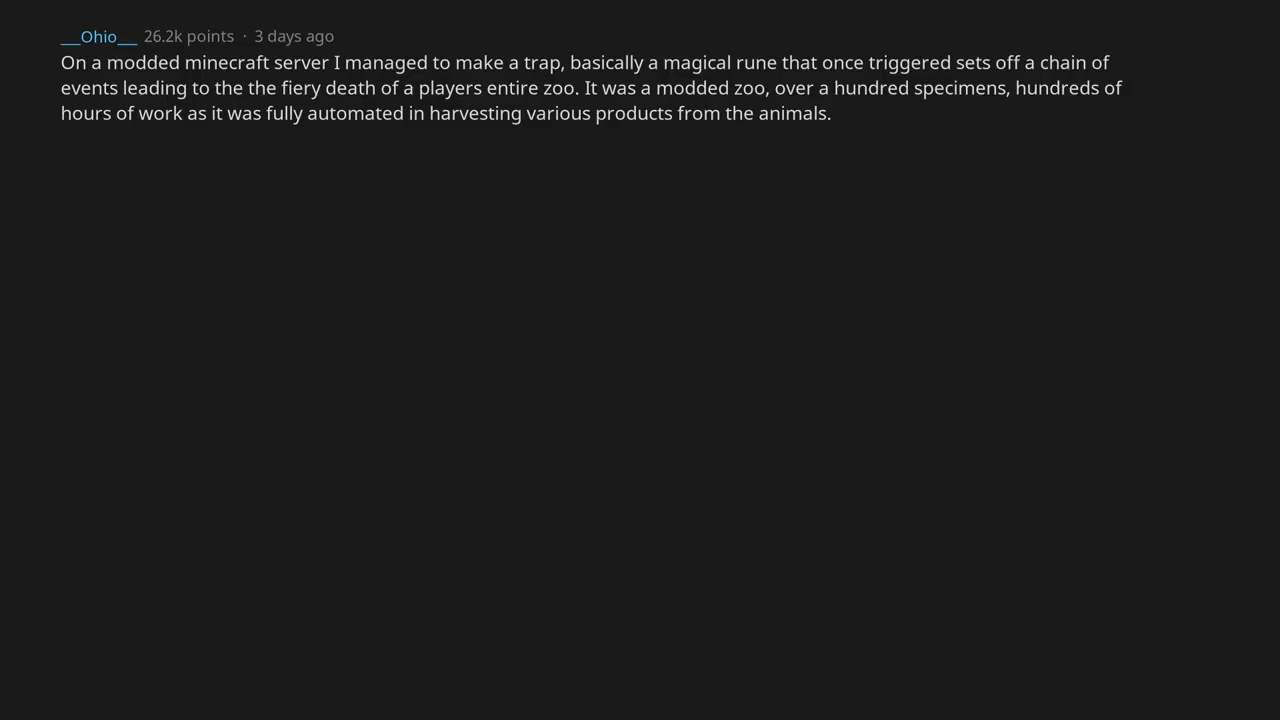 __Ohio__ 26.2k points · 3 days ago
On a modded minecraft server I managed to make a trap, basically a magical rune that once triggered sets off a chain of
events leading to the the fiery death of a players entire zoo. It was a modded zoo, over a hundred specimens, hundreds of
hours of work as it was fully automated in harvesting various products from the animals.